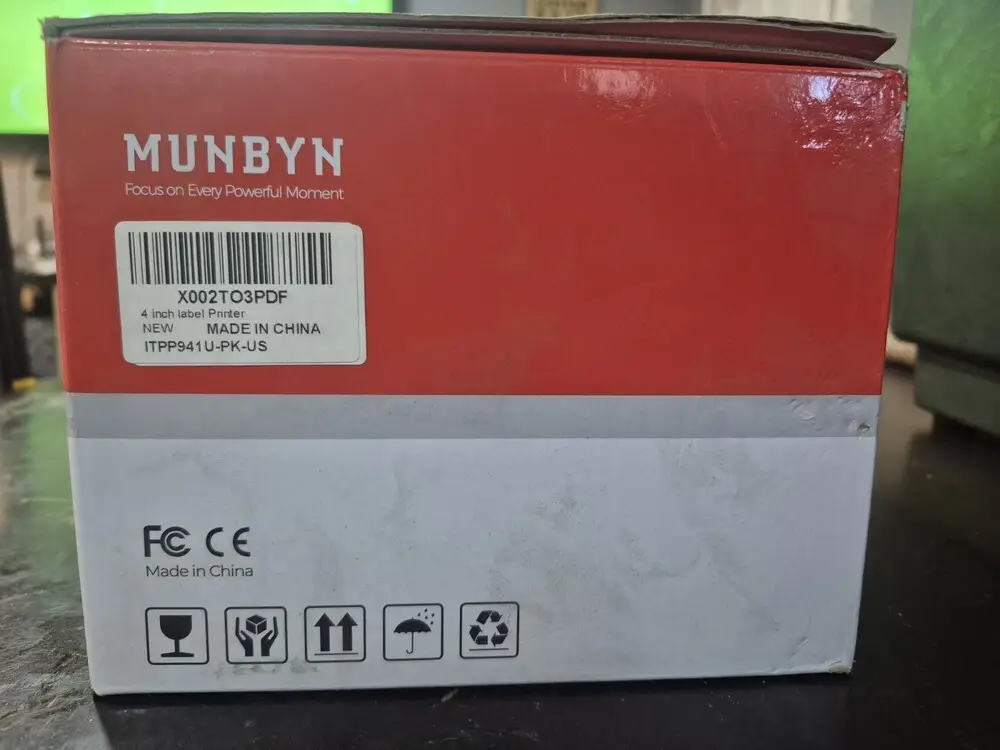 MUNBYN
Focus on Every Powerful Moment
X002TO3PDF
4 inch label Printer
NEW MADE IN CHINA
ITPP941U-PK-US
FC CE
Made in China